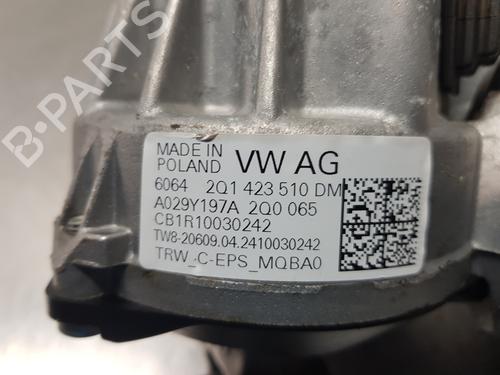 MADE IN
POLAND VW AG
6064 2Q1 423 510 DM
A029Y197A 2Q0 065
CB1R10030242
TW8-20609.04.2410030242
TRW_C-EPS_MQBA0
B-PARTS